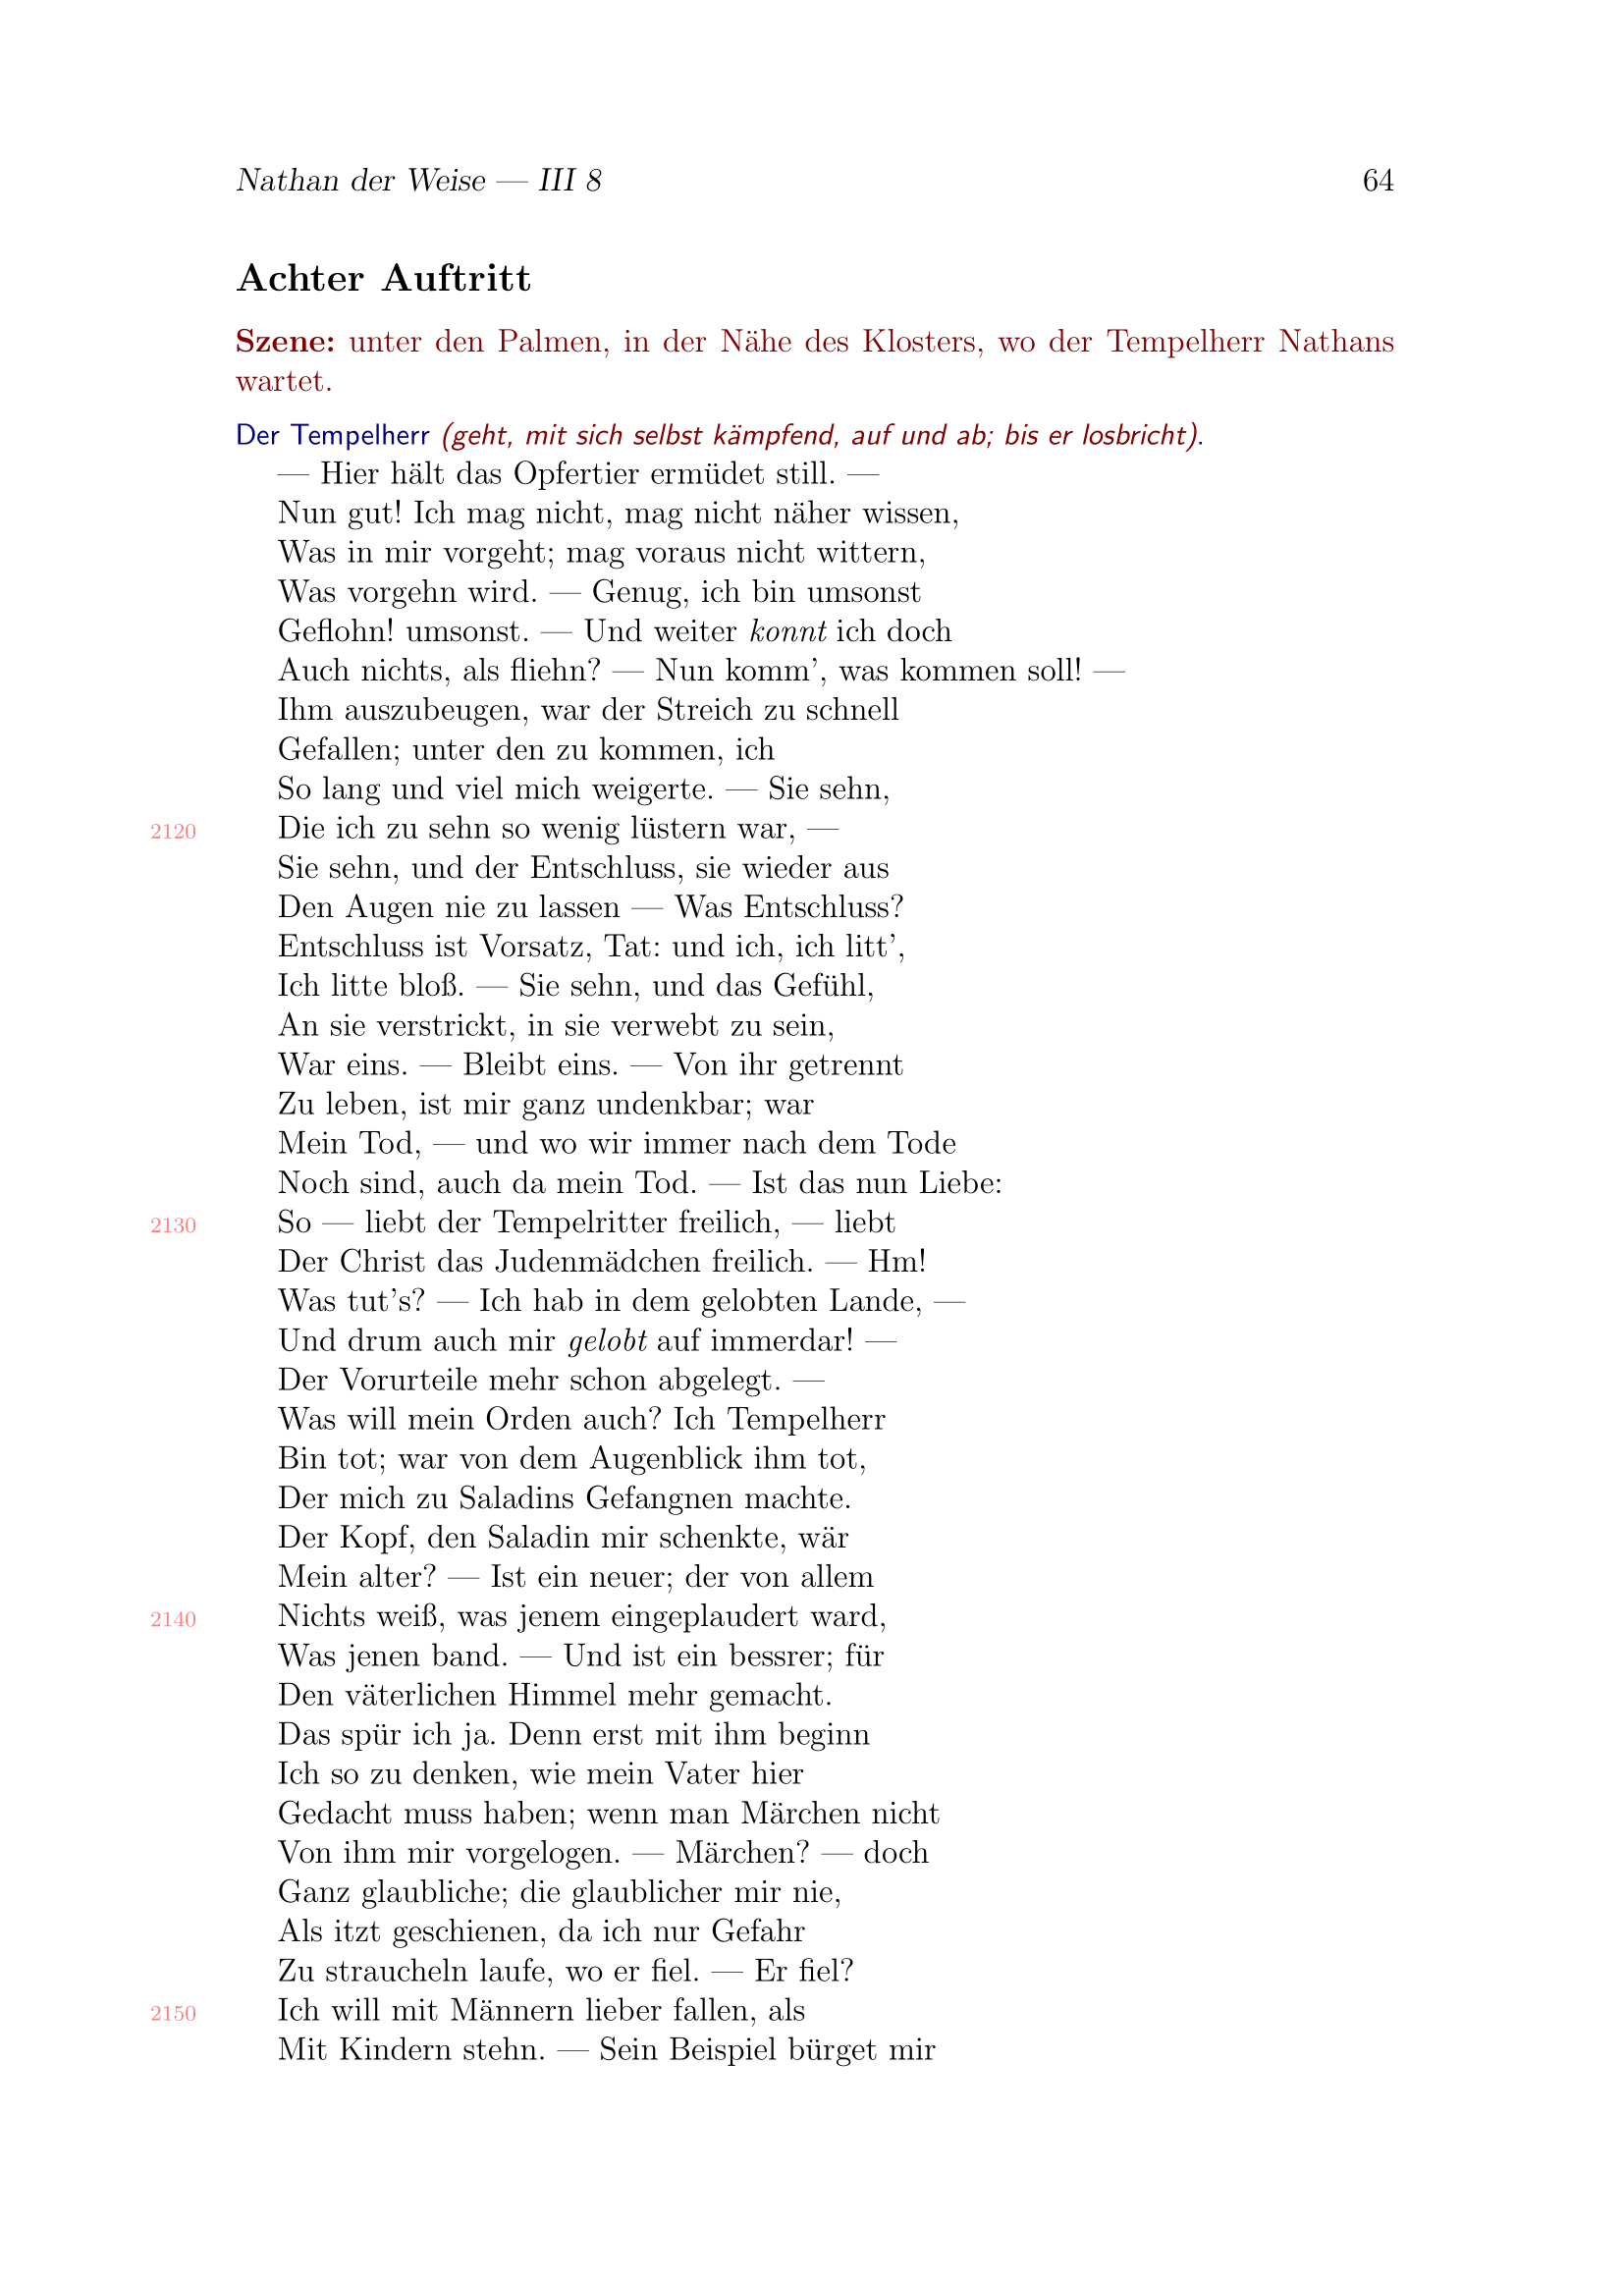 Nathan der Weise — III 8 64
Achter Auftritt
Szene: unter den Palmen, in der Nähe des Klosters, wo der Tempelherr Nathans
wartet.
Der Tempelherr (geht, mit sich selbst kämpfend, auf und ab; bis er losbricht).
— Hier hält das Opfertier ermüdet still. —
Nun gut! Ich mag nicht, mag nicht näher wissen,
Was in mir vorgeht; mag voraus nicht wittern,
Was vorgehn wird. — Genug, ich bin umsonst
Geflohn! umsonst. — Und weiter konnt ich doch
Auch nichts, als fliehn? — Nun komm', was kommen soll! —
Ihm auszubeugen, war der Streich zu schnell
Gefallen; unter den zu kommen, ich
So lang und viel mich weigerte. — Sie sehn,
2120 Die ich zu sehn so wenig lüstern war, —
Sie sehn, und der Entschluss, sie wieder aus
Den Augen nie zu lassen — Was Entschluss?
Entschluss ist Vorsatz, Tat: und ich, ich litt',
Ich litte bloß. — Sie sehn, und das Gefühl,
An sie verstrickt, in sie verwebt zu sein,
War eins. — Bleibt eins. — Von ihr getrennt
Zu leben, ist mir ganz undenkbar; war
Mein Tod, — und wo wir immer nach dem Tode
Noch sind, auch da mein Tod. — Ist das nun Liebe:
2130 So — liebt der Tempelritter freilich, — liebt
Der Christ das Judenmädchen freilich. — Hm!
Was tut's? — Ich hab in dem gelobten Lande, —
Und drum auch mir gelobt auf immerdar! —
Der Vorurteile mehr schon abgelegt. —
Was will mein Orden auch? Ich Tempelherr
Bin tot; war von dem Augenblick ihm tot,
Der mich zu Saladins Gefangnen machte.
Der Kopf, den Saladin mir schenkte, wär
Mein alter? — Ist ein neuer; der von allem
2140 Nichts weiß, was jenem eingeplaudert ward,
Was jenen band. — Und ist ein bessrer; für
Den väterlichen Himmel mehr gemacht.
Das spür ich ja. Denn erst mit ihm beginn
Ich so zu denken, wie mein Vater hier
Gedacht muss haben; wenn man Märchen nicht
Von ihm mir vorgelogen. — Märchen? — doch
Ganz glaubliche; die glaublicher mir nie,
Als itzt geschienen, da ich nur Gefahr
Zu straucheln laufe, wo er fiel. — Er fiel?
2150 Ich will mit Männern lieber fallen, als
Mit Kindern stehn. — Sein Beispiel bürget mir